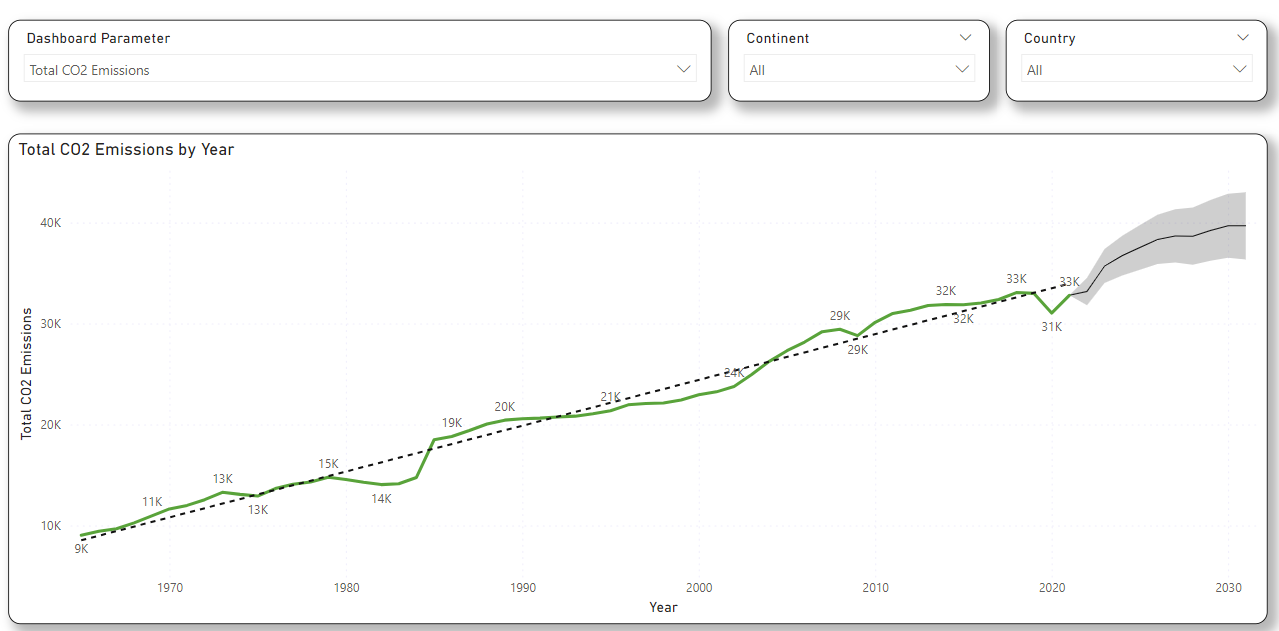 Dashboard Parameter
Total CO2 Emissions
Continent
All
Country
All
Total CO2 Emissions by Year
Total CO2 Emissions
40K
30K
20K
10K
9K
11K
13K
13K
15K
14K
19K
20K
21K
24K
29K
29K
32K
32K
33K
31K
33K
1970 1980 1990 2000 2010 2020 2030
Year